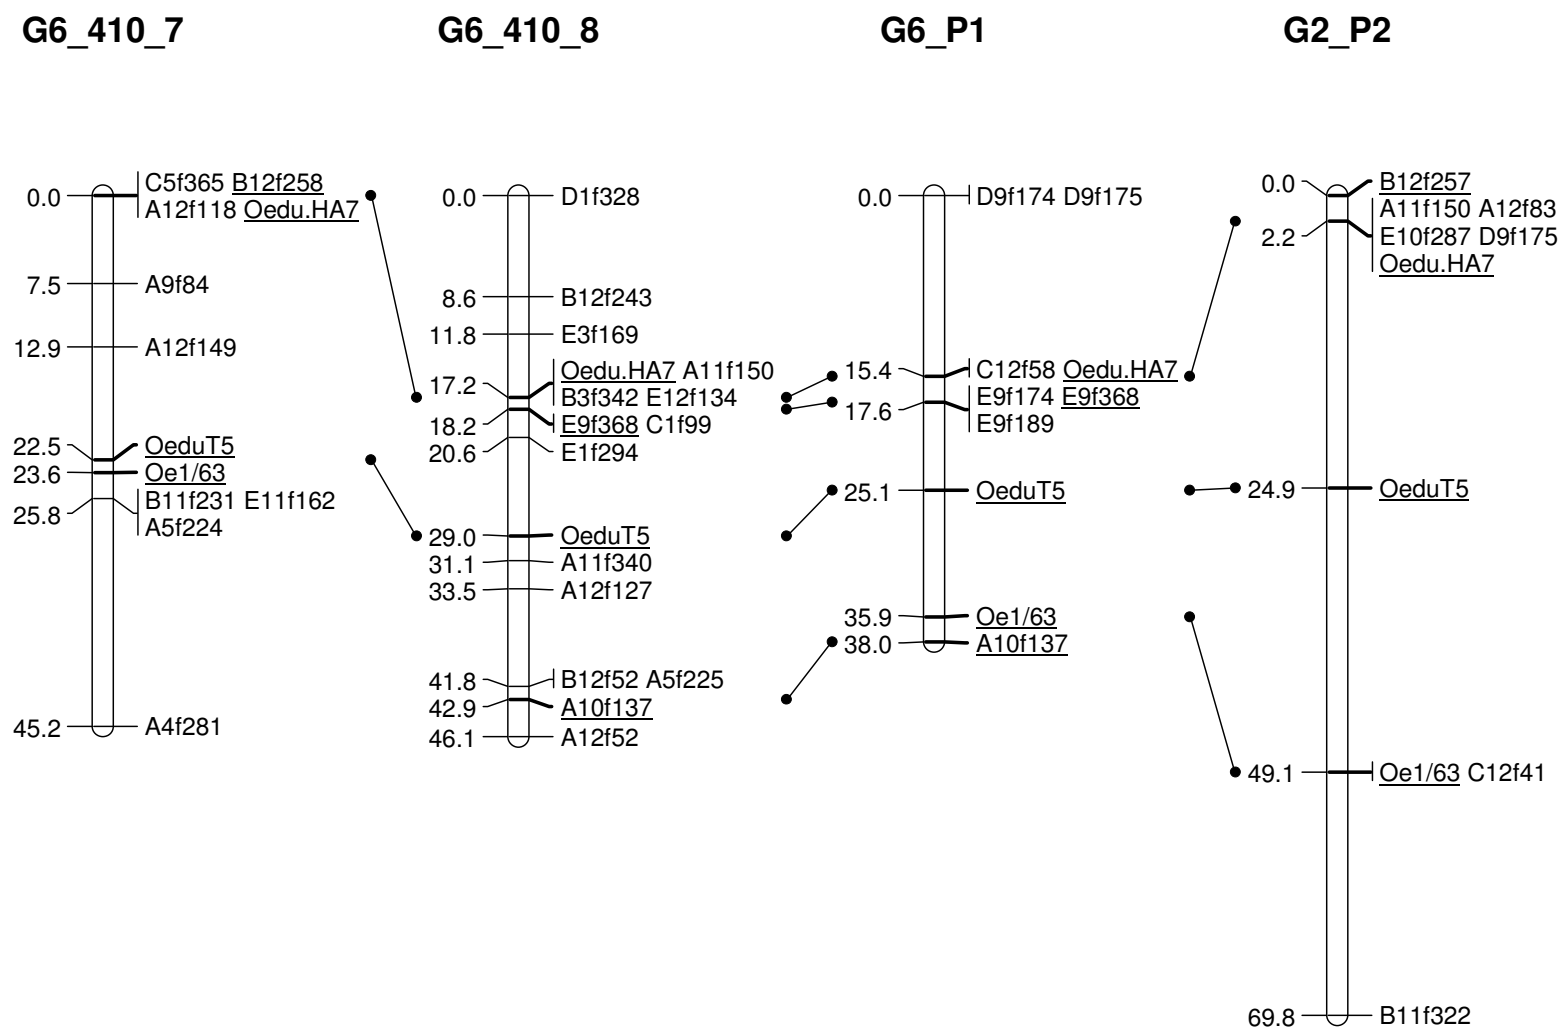 G6_410_7
0.0 C5f365 B12f258
A12f118 Oedu.HA7
7.5 A9f84
12.9 A12f149
22.5 OeduT5
23.6 Oe1/63
25.8 B11f231 E11f162
A5f224
45.2 A4f281
G6_410_8
0.0 D1f328
8.6 B12f243
11.8 E3f169
17.2 Oedu.HA7 A11f150
B3f342 E12f134
18.2 E9f368 C1f99
20.6 E1f294
29.0 OeduT5
31.1 A11f340
33.5 A12f127
41.8 B12f52 A5f225
42.9 A10f137
46.1 A12f52
G6_P1
0.0 D9f174 D9f175
15.4 C12f58 Oedu.HA7
17.6 E9f174 E9f368
E9f189
25.1 OeduT5
35.9 Oe1/63
38.0 A10f137
G2_P2
0.0 B12f257
A11f150 A12f83
2.2 E10f287 D9f175
Oedu.HA7
24.9 OeduT5
49.1 Oe1/63 C12f41
69.8 B11f322